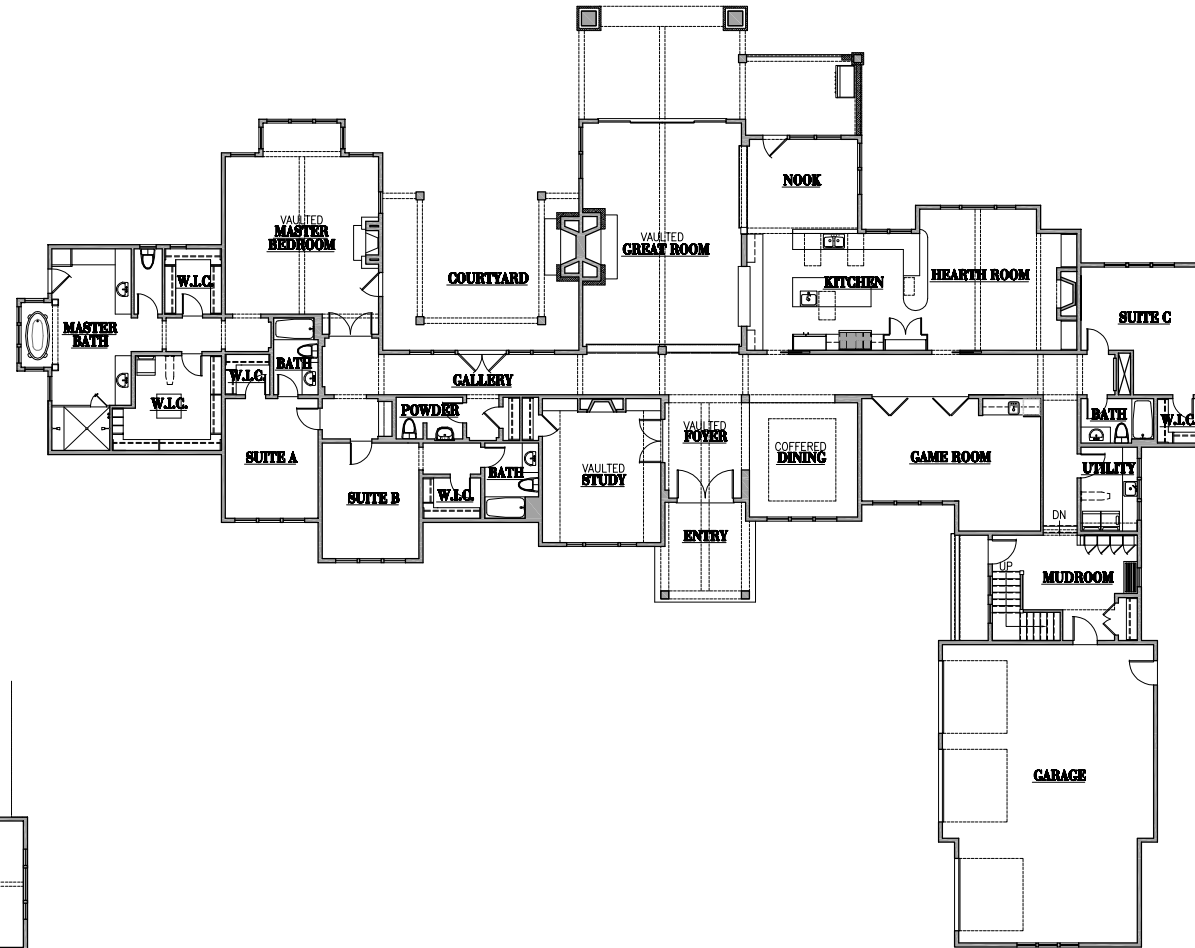 NOOK
VAULTED
MASTER
BEDROOM
VAULTED
GREAT ROOM
COURTYARD
W.I.C.
KITCHEN
HEARTH ROOM
SUITE C
MASTER
BATH
BATH
W.I.C.
GALLERY
W.I.C.
POWDER
VAULTED
FOYER
BATH
W.I.C.
COFFERED
DINING
SUITE A
GAME ROOM
VAULTED
STUDY
BATH
UTILITY
SUITE B
W.I.C.
DN
ENTRY
UP
MUDROOM
GARAGE